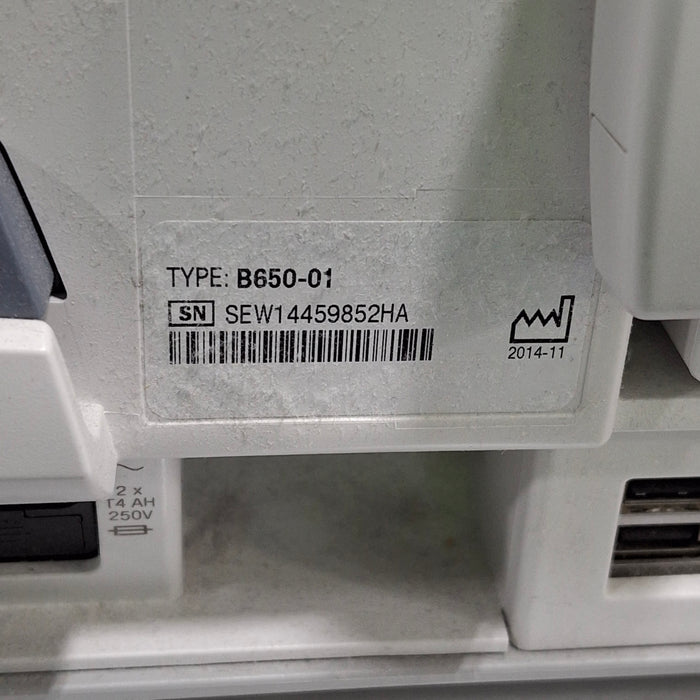 TYPE: B650-01
SN SEW14459852HA
2014-11
2 x
T4 AH
250V